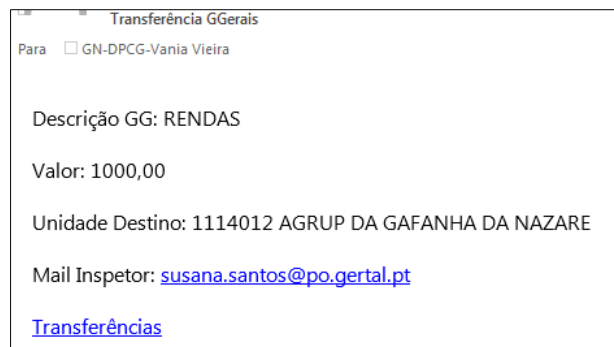 Transferência GGerais
Para GN-DPCG-Vania Vieira
Descrição GG: RENDAS
Valor: 1000,00
Unidade Destino: 1114012 AGRUP DA GAFANHA DA NAZARE
Mail Inspetor: susana.santos@po.gertal.pt
Transferências